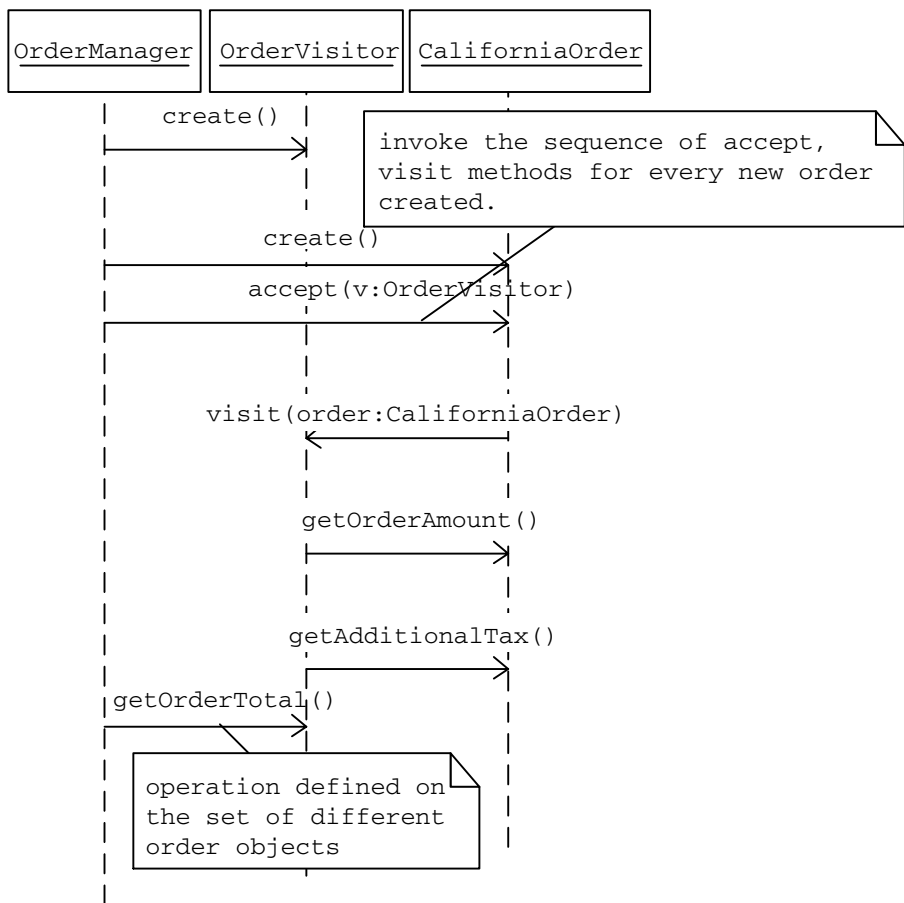 OrderManager
OrderVisitor
CaliforniaOrder
create()
invoke the sequence of accept,
visit methods for every new order
created.
create()
accept(v:OrderVisitor)
visit(order:CaliforniaOrder)
getOrderAmount()
getAdditionalTax()
getOrderTotal()
operation defined on
the set of different
order objects